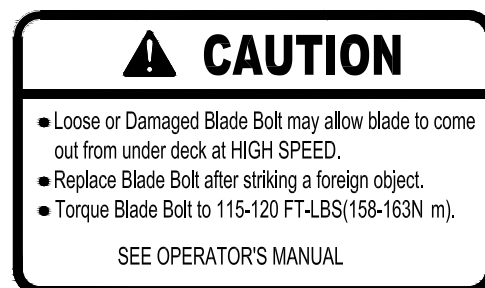 CAUTION
Loose or Damaged Blade Bolt may allow blade to come
out from under deck at HIGH SPEED.
Replace Blade Bolt after striking a foreign object.
Torque Blade Bolt to 115-120 FT-LBS(158-163N m).
SEE OPERATOR'S MANUAL